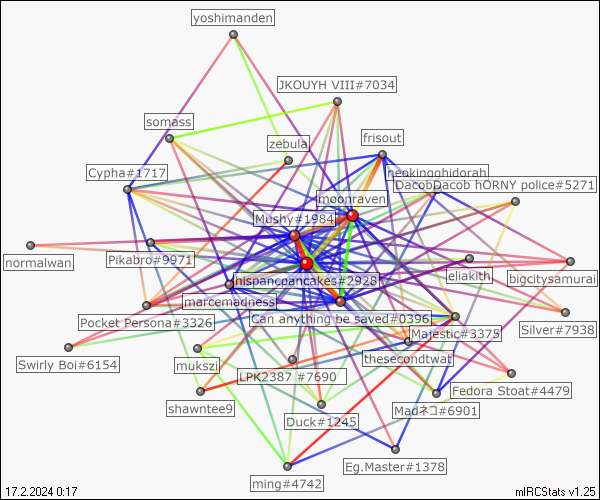 yoshimanden
JKOUYH VIII#7034
somass
frisout
zebula
Cypha#1717
neokingghidorah
DacobDacob hORNY police#5271
moonraven
Mushy#1984
normalwan
Pikabro#9971
hispancpancakes#2928
eliakith
bigcitysamurai
marcemadness
Pocket Persona#3326
Can anything be saved#0396
Majestic#3375
Silver#7938
Swirly Boi#6154
mukszi
thesecondtwat
LPK2387 #7690
Fedora Stoat#4479
shawntee9
Madネコ#6901
Duck#1245
Eg.Master#1378
ming#4742
17.2.2024 0:17
mIRCStats v1.25